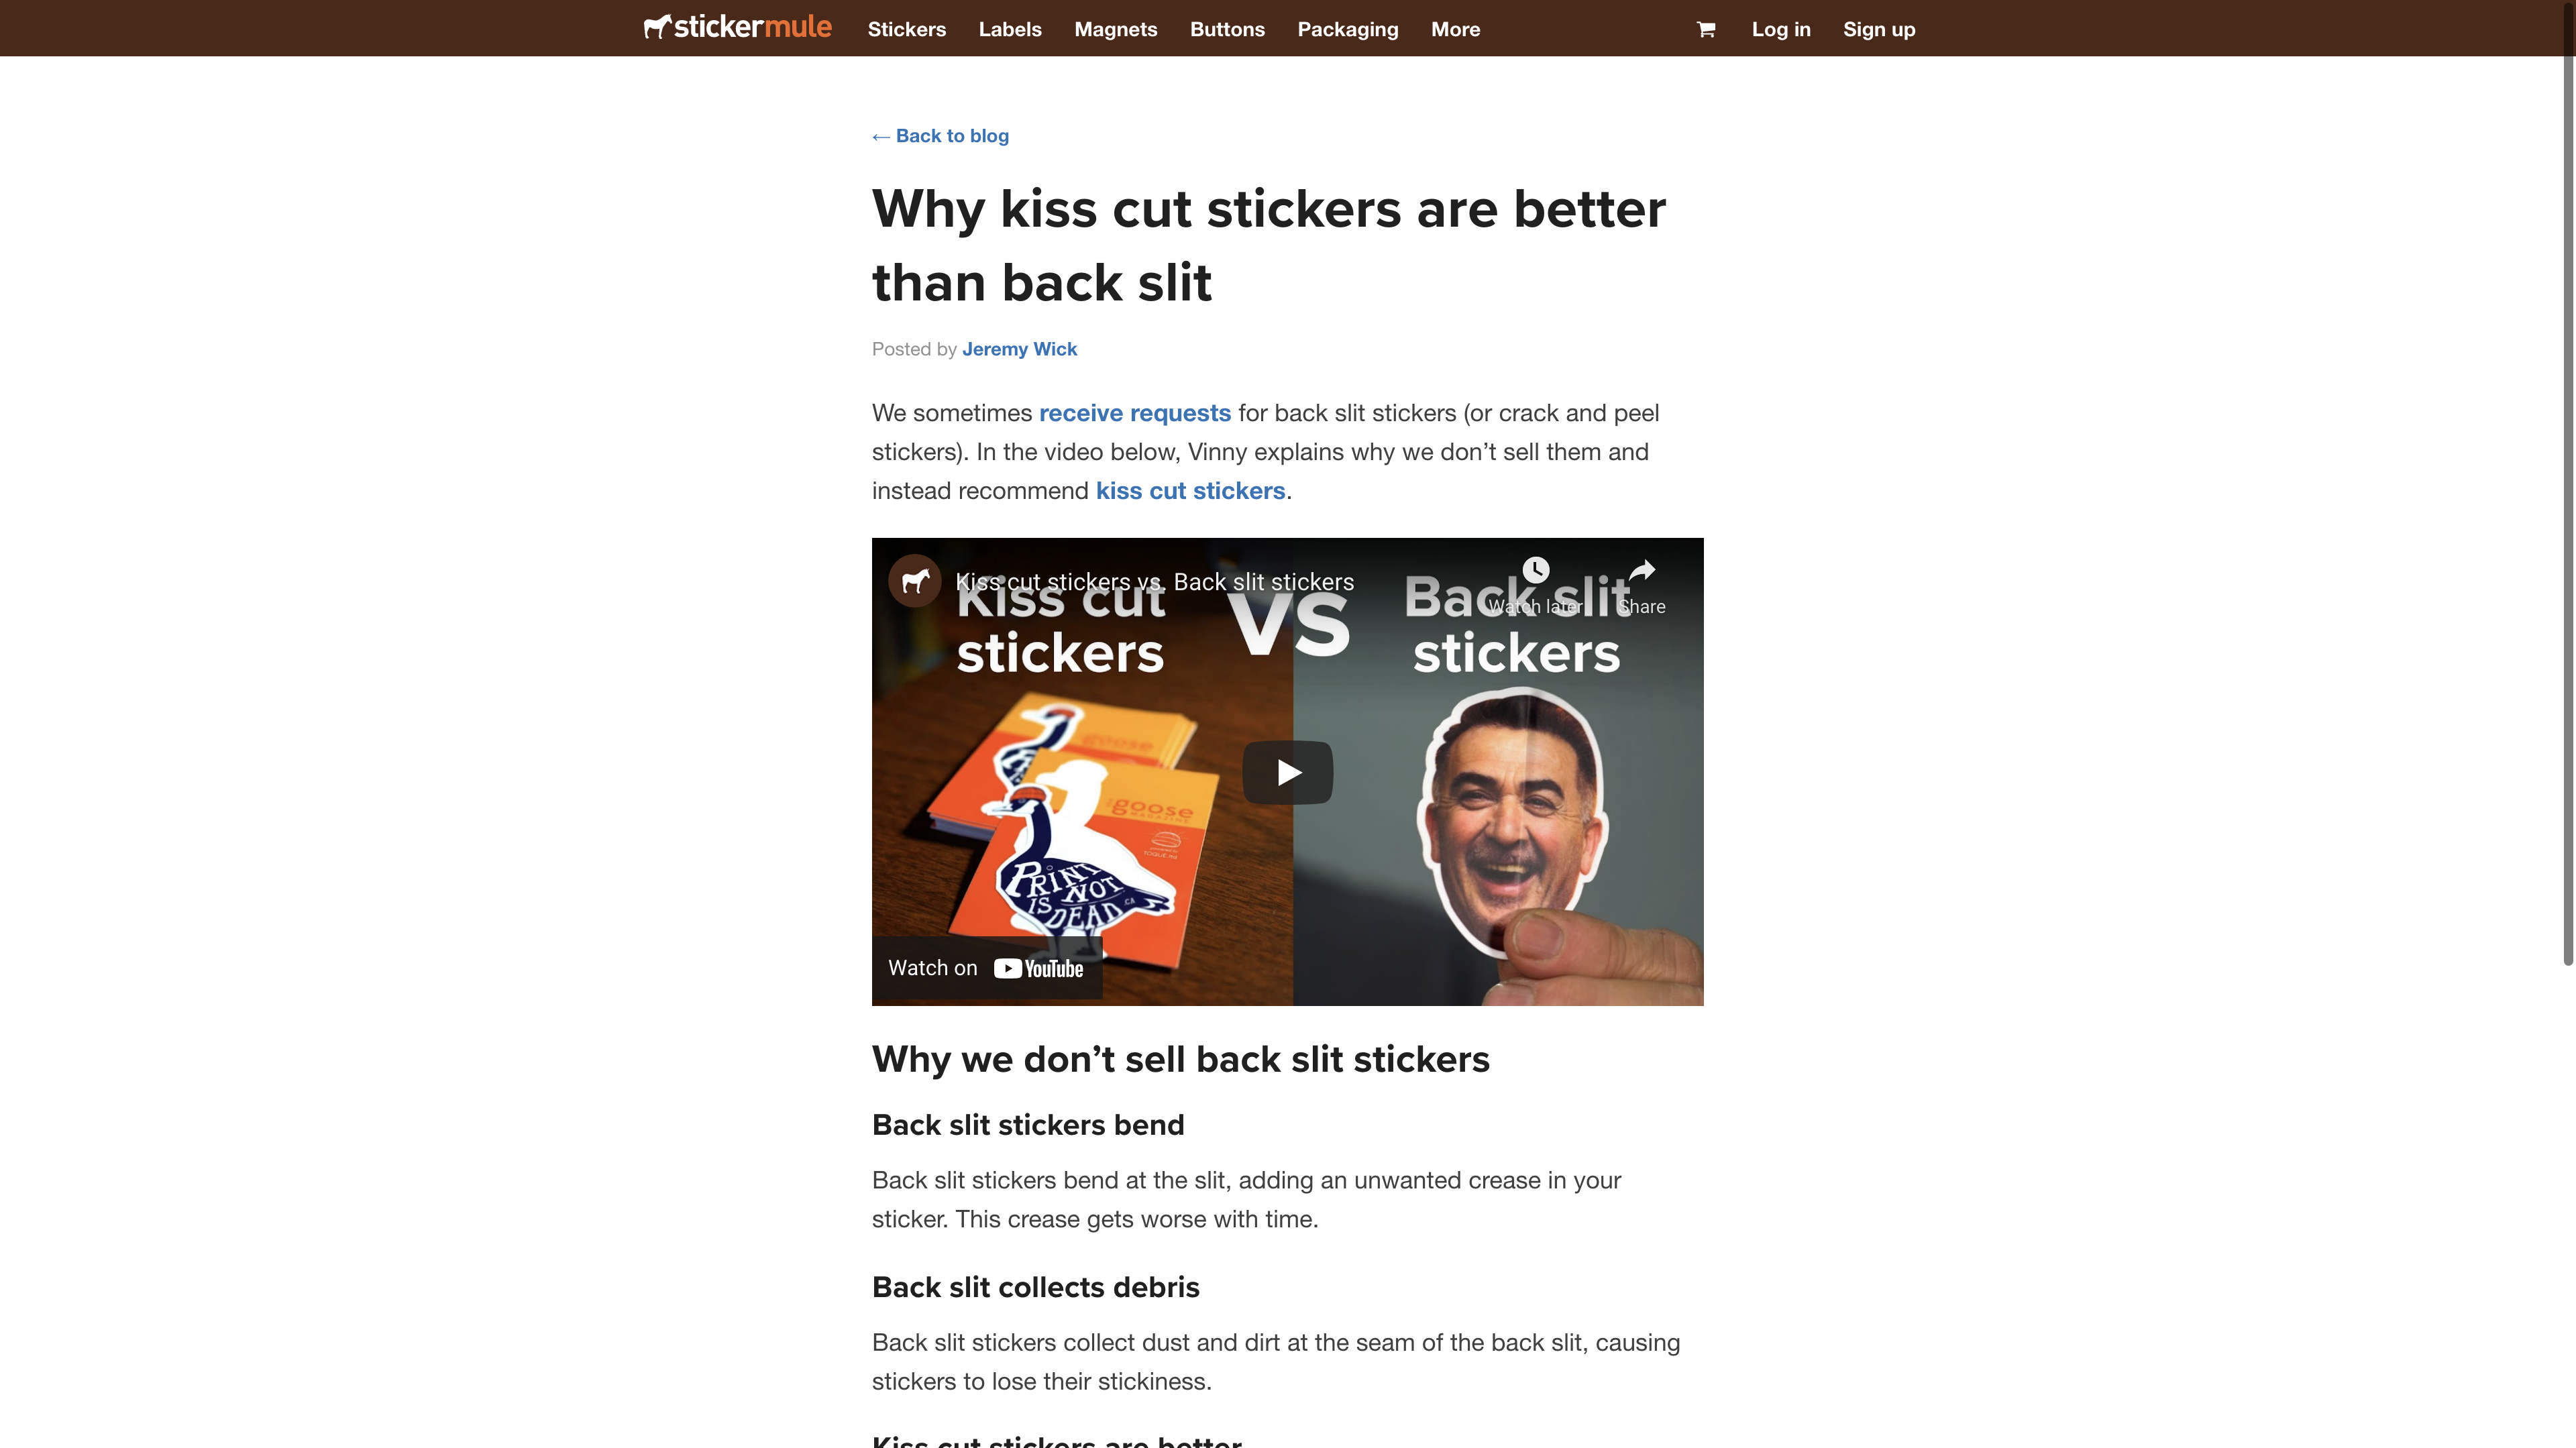 stickermule
Stickers
Labels
Magnets
Buttons
Packaging
More
Log in
Sign up
← Back to blog
Why kiss cut stickers are better
than back slit
Posted by Jeremy Wick
We sometimes receive requests for back slit stickers (or crack and peel
stickers). In the video below, Vinny explains why we don’t sell them and
instead recommend kiss cut stickers.
Kiss cut stickers vs. Back slit stickers
Watch later
Share
Kiss cut
stickers
VS
Back slit
stickers
goose
goose
MAGAZINE
PRINT
IS NOT
DEAD.CA
Watch on YouTube
Why we don’t sell back slit stickers
Back slit stickers bend
Back slit stickers bend at the slit, adding an unwanted crease in your
sticker. This crease gets worse with time.
Back slit collects debris
Back slit stickers collect dust and dirt at the seam of the back slit, causing
stickers to lose their stickiness.
Kiss cut stickers are better